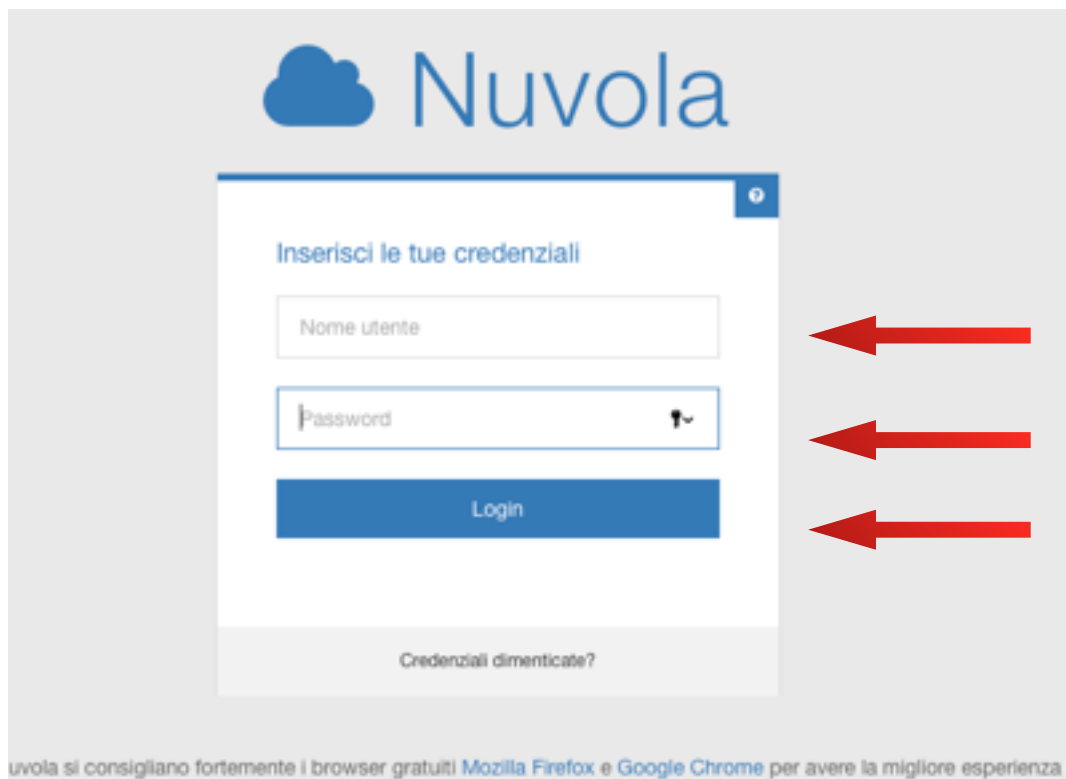 Nuvola
Inserisci le tue credenziali
Nome utente
Password
Login
Credenziali dimenticate?
uvola si consigliano fortemente i browser gratuiti Mozilla Firefox e Google Chrome per avere la migliore esperienza